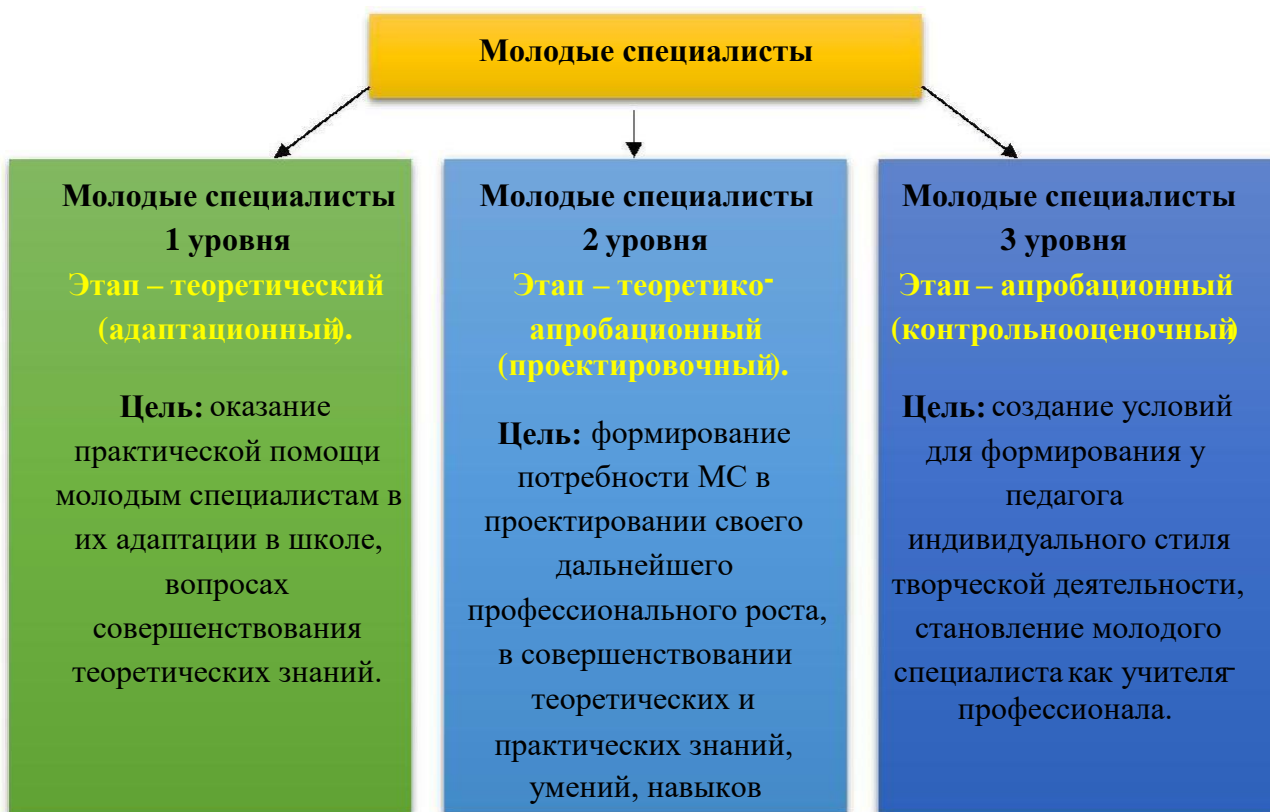 Молодые специалисты
Молодые специалисты
1 уровня
Этап – теоретический
(адаптационный).
Цель: оказание
практической помощи
молодым специалистам в
их адаптации в школе,
вопросах
совершенствования
теоретических знаний.
Молодые специалисты
2 уровня
Этап – теоретико-
апробационный
(проектировочный).
Цель: формирование
потребности МС в
проектировании своего
дальнейшего
профессионального роста,
в совершенствовании
теоретических и
практических знаний,
умений, навыков
Молодые специалисты
3 уровня
Этап – апробационный
(контрольнооценочный)
Цель: создание условий
для формирования у
педагога
индивидуального стиля
творческой деятельности,
становление молодого
специалиста как учителя-
профессионала.